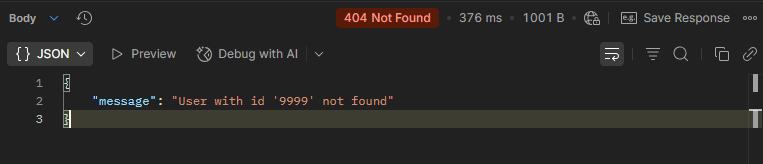 Body 404 Not Found • 376 ms • 1001 B • e.g. Save Response
{} JSON Preview Debug with AI
1 {
2 "message": "User with id '9999' not found"
3 }